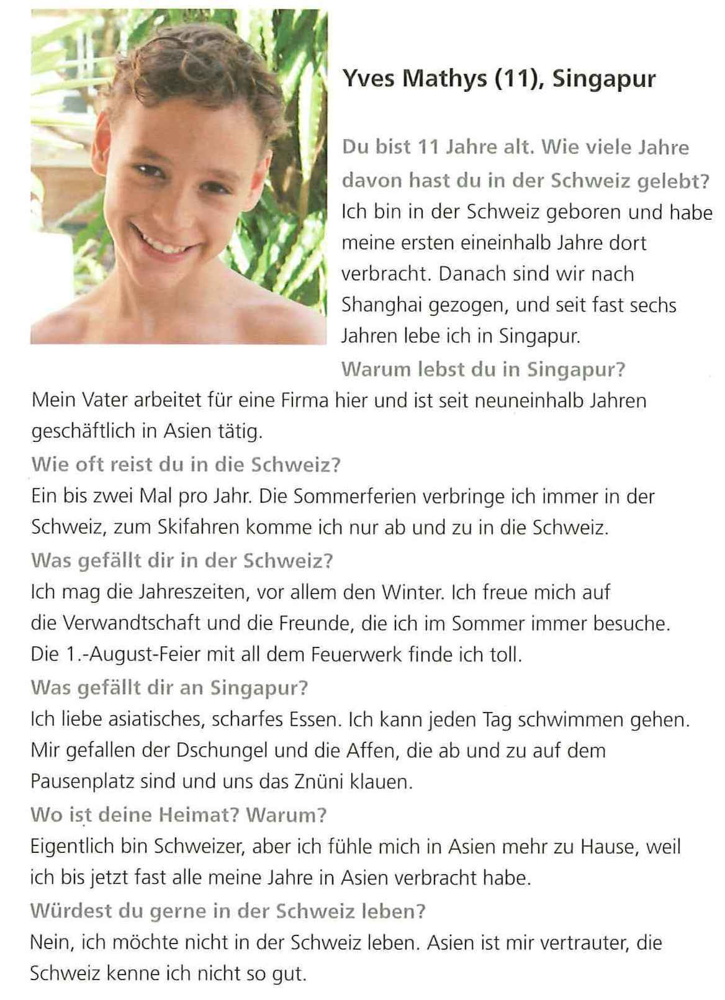 Yves Mathys (11), Singapur
Du bist 11 Jahre alt. Wie viele Jahre
davon hast du in der Schweiz gelebt?
Ich bin in der Schweiz geboren und habe
meine ersten eineinhalb Jahre dort
verbracht. Danach sind wir nach
Shanghai gezogen, und seit fast sechs
Jahren lebe ich in Singapur.
Warum lebst du in Singapur?
Mein Vater arbeitet für eine Firma hier und ist seit neuneinhalb Jahren
geschäftlich in Asien tätig.
Wie oft reist du in die Schweiz?
Ein bis zwei Mal pro Jahr. Die Sommerferien verbringe ich immer in der
Schweiz, zum Skifahren komme ich nur ab und zu in die Schweiz.
Was gefällt dir in der Schweiz?
Ich mag die Jahreszeiten, vor allem den Winter. Ich freue mich auf
die Verwandtschaft und die Freunde, die ich im Sommer immer besuche.
Die 1.-August-Feier mit all dem Feuerwerk finde ich toll.
Was gefällt dir an Singapur?
Ich liebe asiatisches, scharfes Essen. Ich kann jeden Tag schwimmen gehen.
Mir gefallen der Dschungel und die Affen, die ab und zu auf dem
Pausenplatz sind und uns das Znüni klauen.
Wo ist deine Heimat? Warum?
Eigentlich bin Schweizer, aber ich fühle mich in Asien mehr zu Hause, weil
ich bis jetzt fast alle meine Jahre in Asien verbracht habe.
Würdest du gerne in der Schweiz leben?
Nein, ich möchte nicht in der Schweiz leben. Asien ist mir vertrauter, die
Schweiz kenne ich nicht so gut.